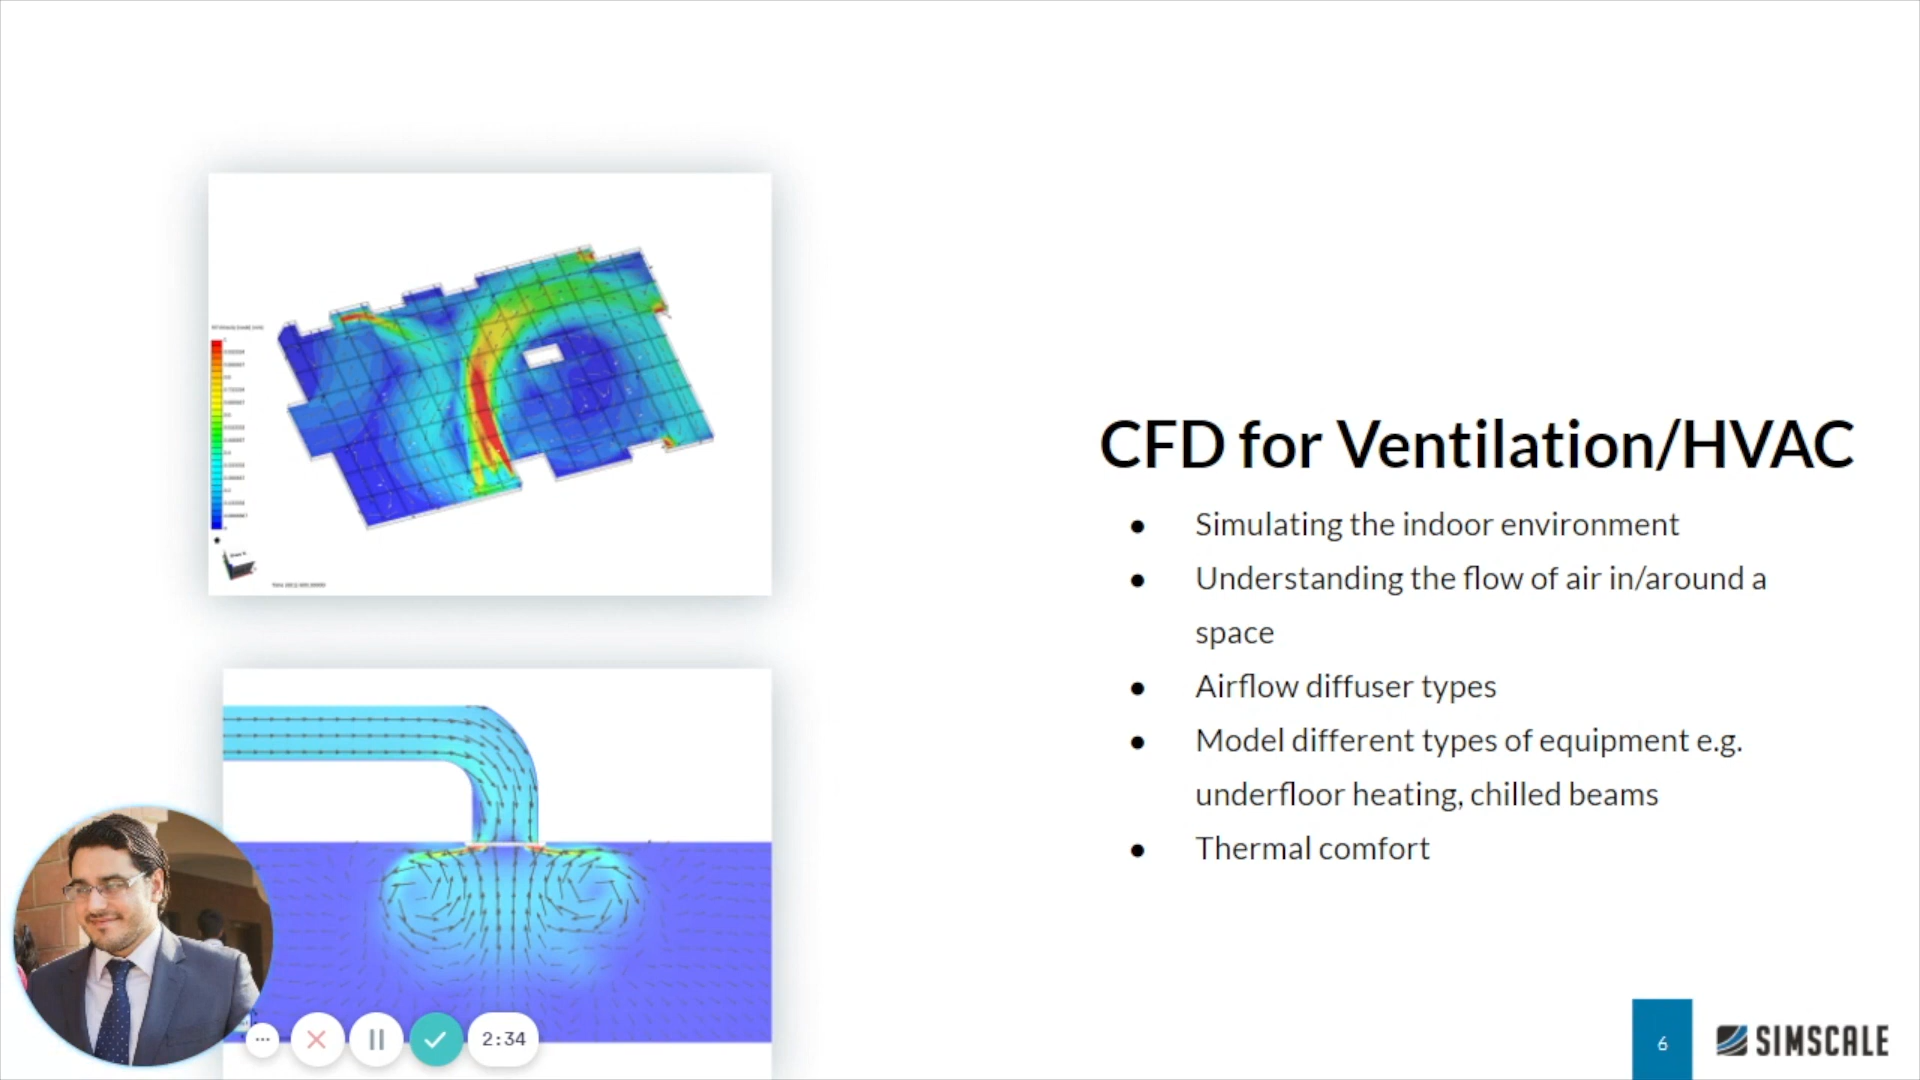 CFD for Ventilation/HVAC
● Simulating the indoor environment
● Understanding the flow of air in/around a
space
● Airflow diffuser types
● Model different types of equipment e.g.
underfloor heating, chilled beams
● Thermal comfort
2:34
6
SIMSCALE